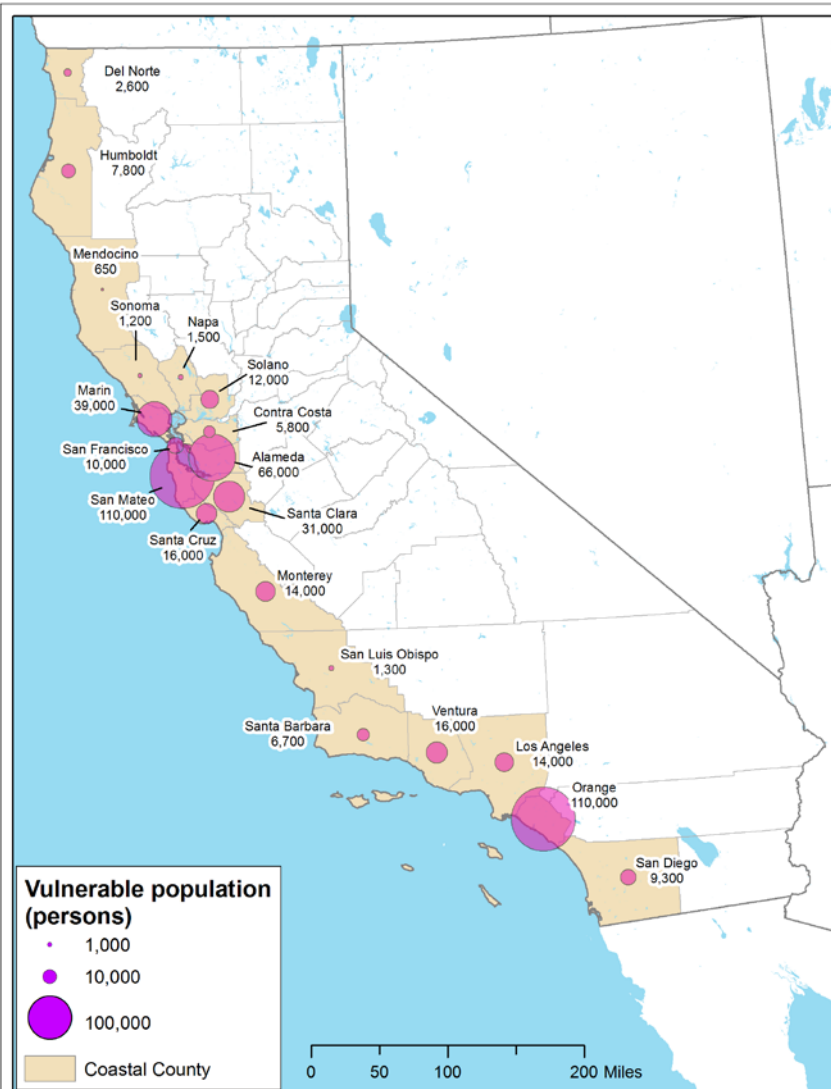 Del Norte
2,600
Humboldt
7,800
Mendocino
650
Sonoma
1,200
Napa
1,500
Solano
12,000
Marin
39,000
Contra Costa
5,800
San Francisco
10,000
Alameda
66,000
San Mateo
110,000
Santa Clara
31,000
Santa Cruz
16,000
Monterey
14,000
San Luis Obispo
1,300
Santa Barbara
6,700
Ventura
16,000
Los Angeles
14,000
Orange
110,000
San Diego
9,300
Vulnerable population
(persons)
1,000
10,000
100,000
Coastal County
0 50 100 200 Miles